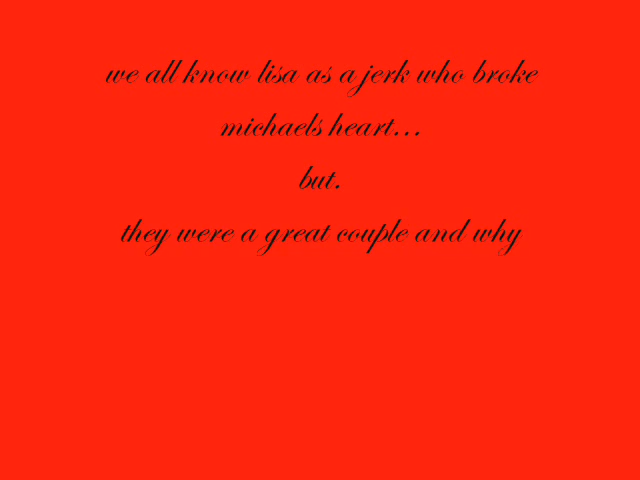 we all know lisa as a jerk who broke
michaels heart...
but.
they were a great couple and why